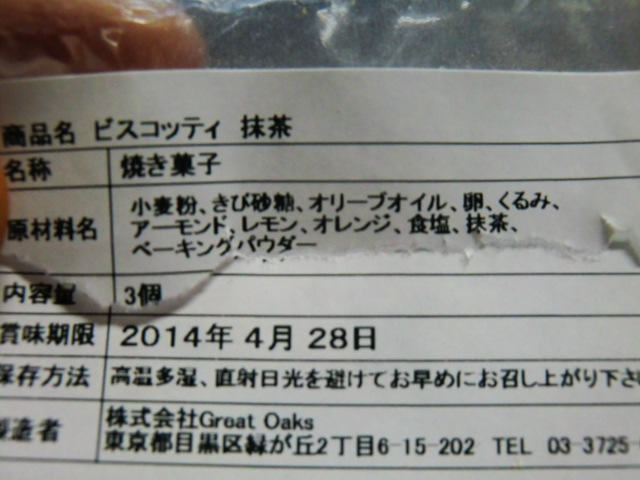 商品名 ビスコッティ 抹茶
名称 焼き菓子
原材料名 小麦粉、きび砂糖、オリーブオイル、卵、くるみ、
アーモンド、レモン、オレンジ、食塩、抹茶、
ベーキングパウダー
内容量 3個
賞味期限 2014年 4月 28日
保存方法 高温多湿、直射日光を避けてお早めにお召し上がり下さ
製造者 株式会社Great Oaks
東京都目黒区緑が丘2丁目6-15-202 TEL 03-3725-